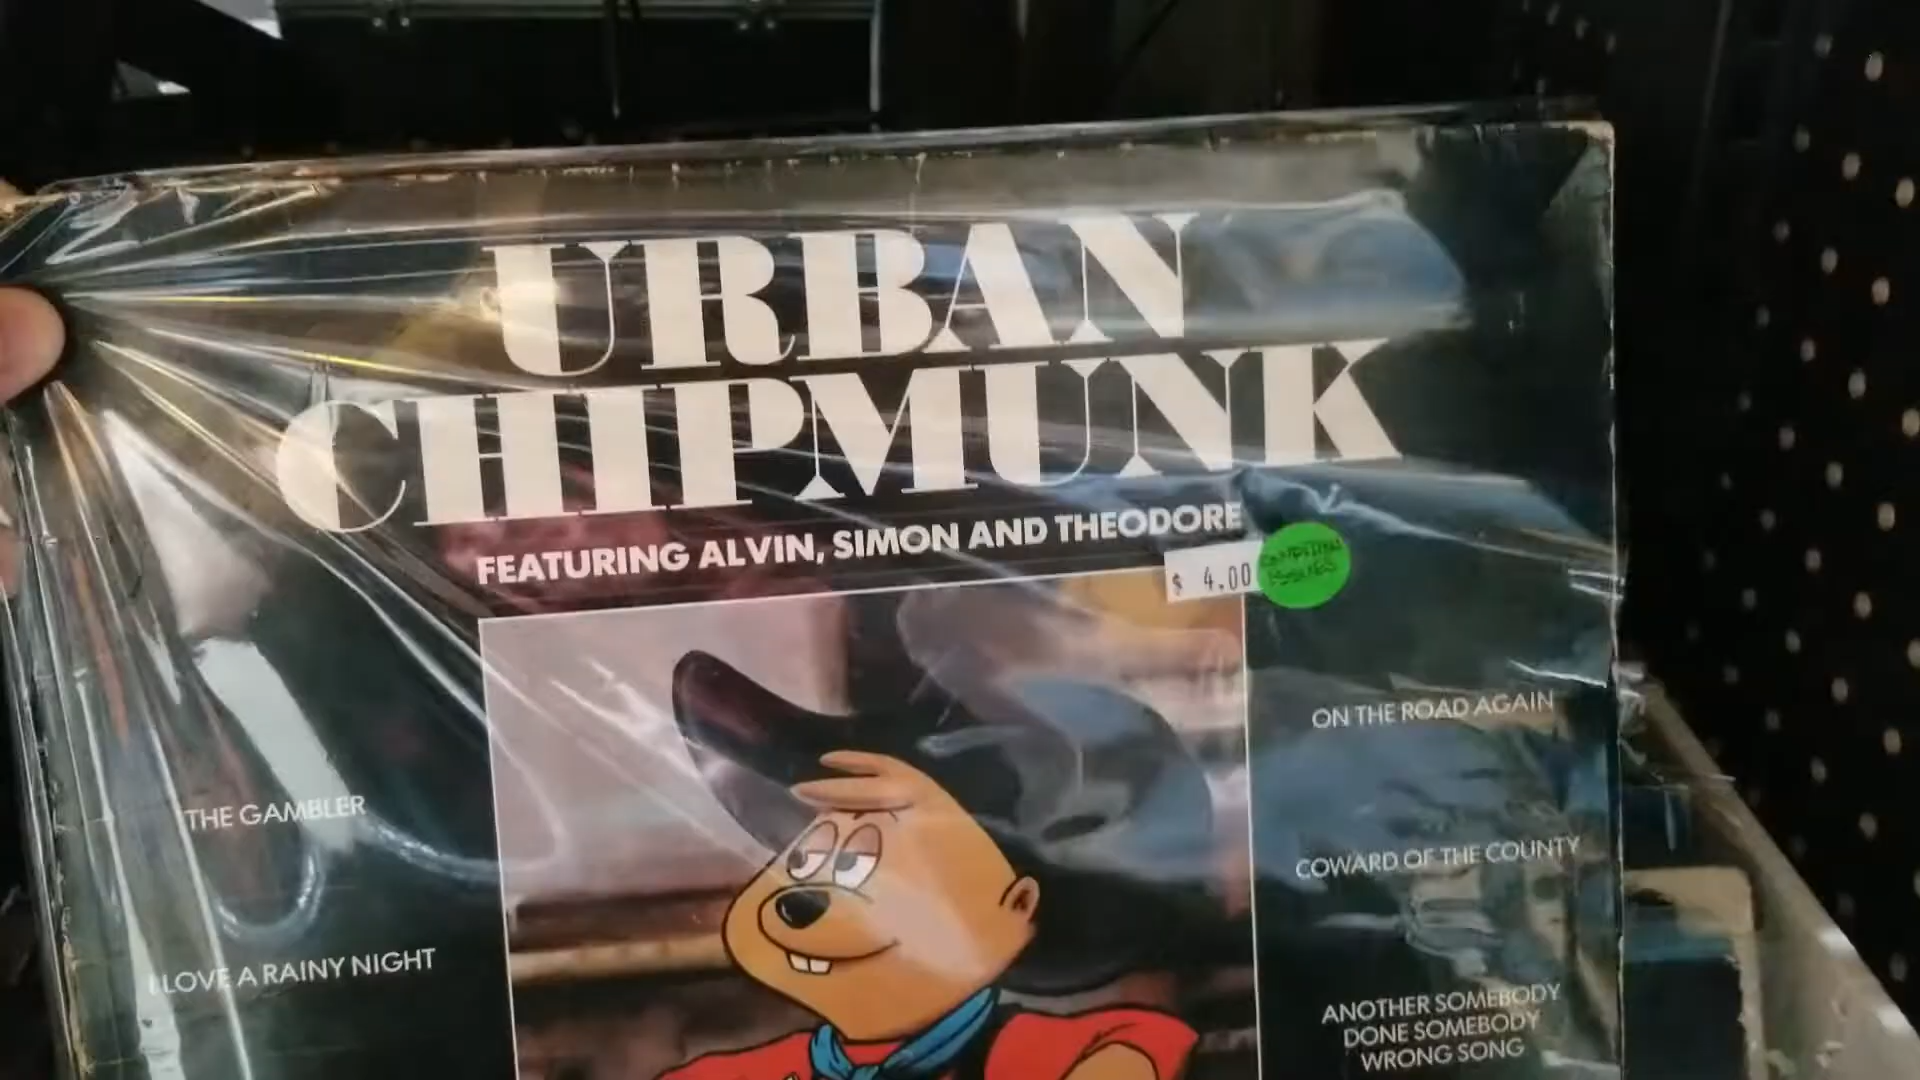 URBAN
CHIPMUNK
FEATURING ALVIN, SIMON AND THEODORE
$ 4.00
ON THE ROAD AGAIN
THE GAMBLER
COWARD OF THE COUNTY
I LOVE A RAINY NIGHT
ANOTHER SOMEBODY
DONE SOMEBODY
WRONG SONG